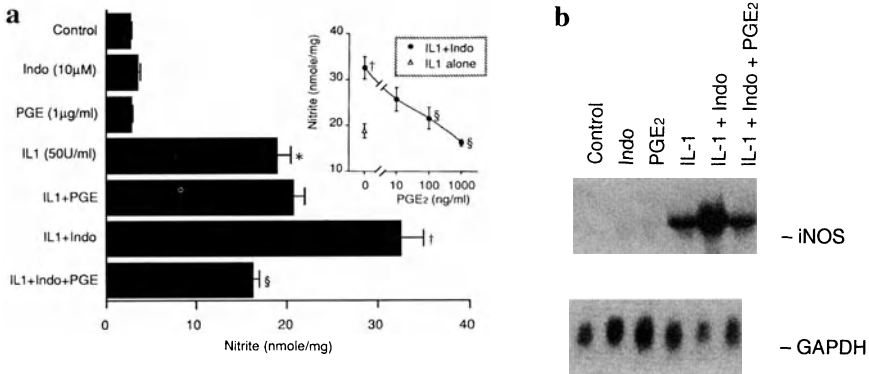 a
Control
Indo (10μM)
PGE (1μg/ml)
IL1 (50U/ml)
IL1+PGE
IL1+Indo
IL1+Indo+PGE
*
†
§
0 10 20 30 40
Nitrite (nmole/mg)
Nitrite (nmole/mg)
40
30
20
10
IL1+Indo
IL1 alone
†
§
§
0 10 100 1000
PGE₂ (ng/ml)
b
Control
Indo
PGE₂
IL-1
IL-1 + Indo
IL-1 + Indo + PGE₂
– iNOS
– GAPDH